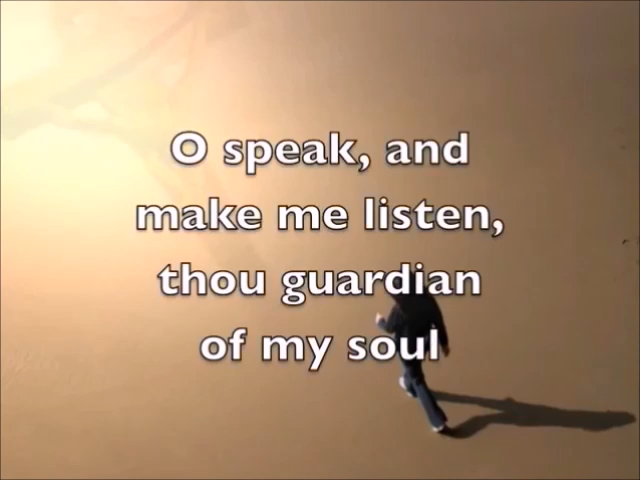 O speak, and
make me listen,
thou guardian
of my soul